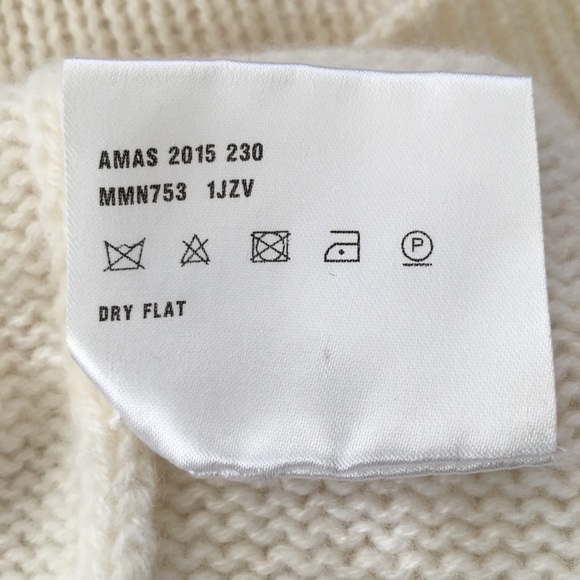 AMAS 2015 230
MMN753 1JZV
P
DRY FLAT